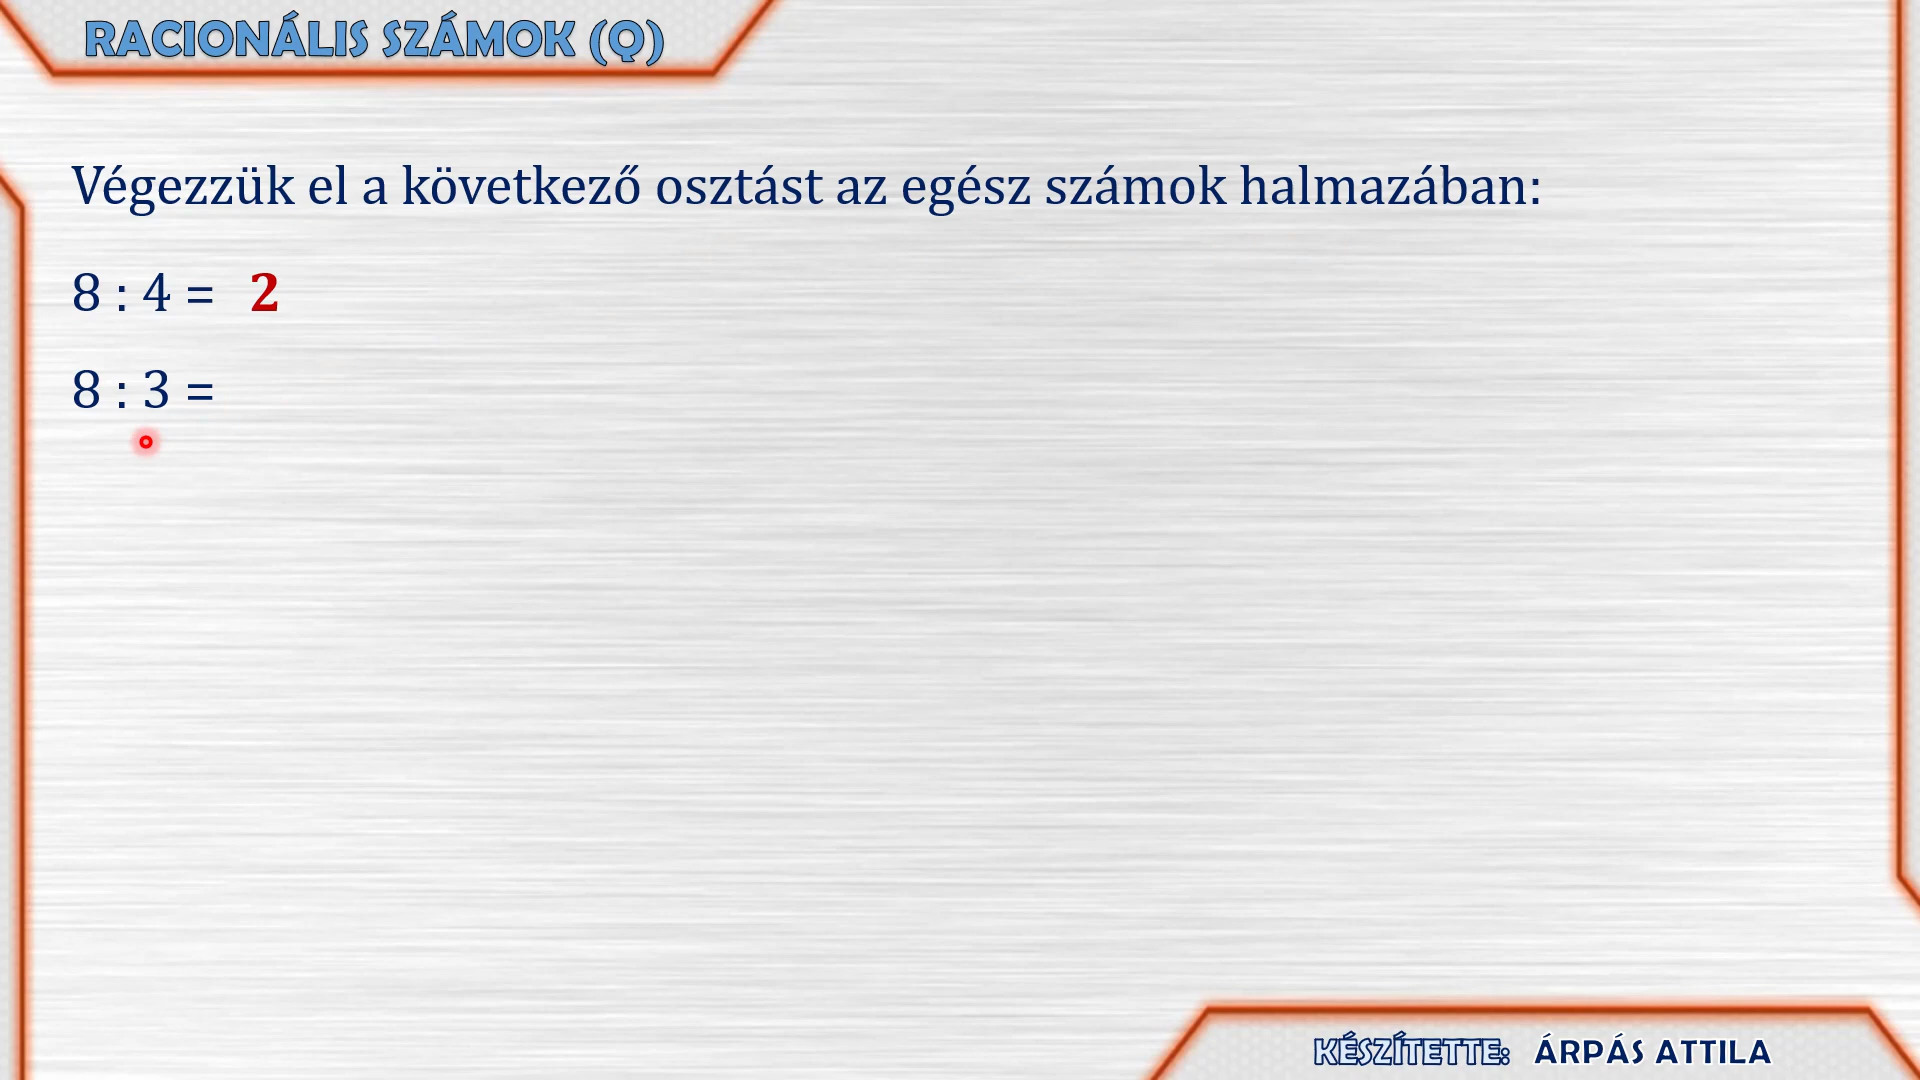 RACIONÁLIS SZÁMOK (Q)
Végezzük el a következő osztást az egész számok halmazában:
8 : 4 = 2
8 : 3 =
KÉSZÍTETTE: ÁRPÁS ATTILA